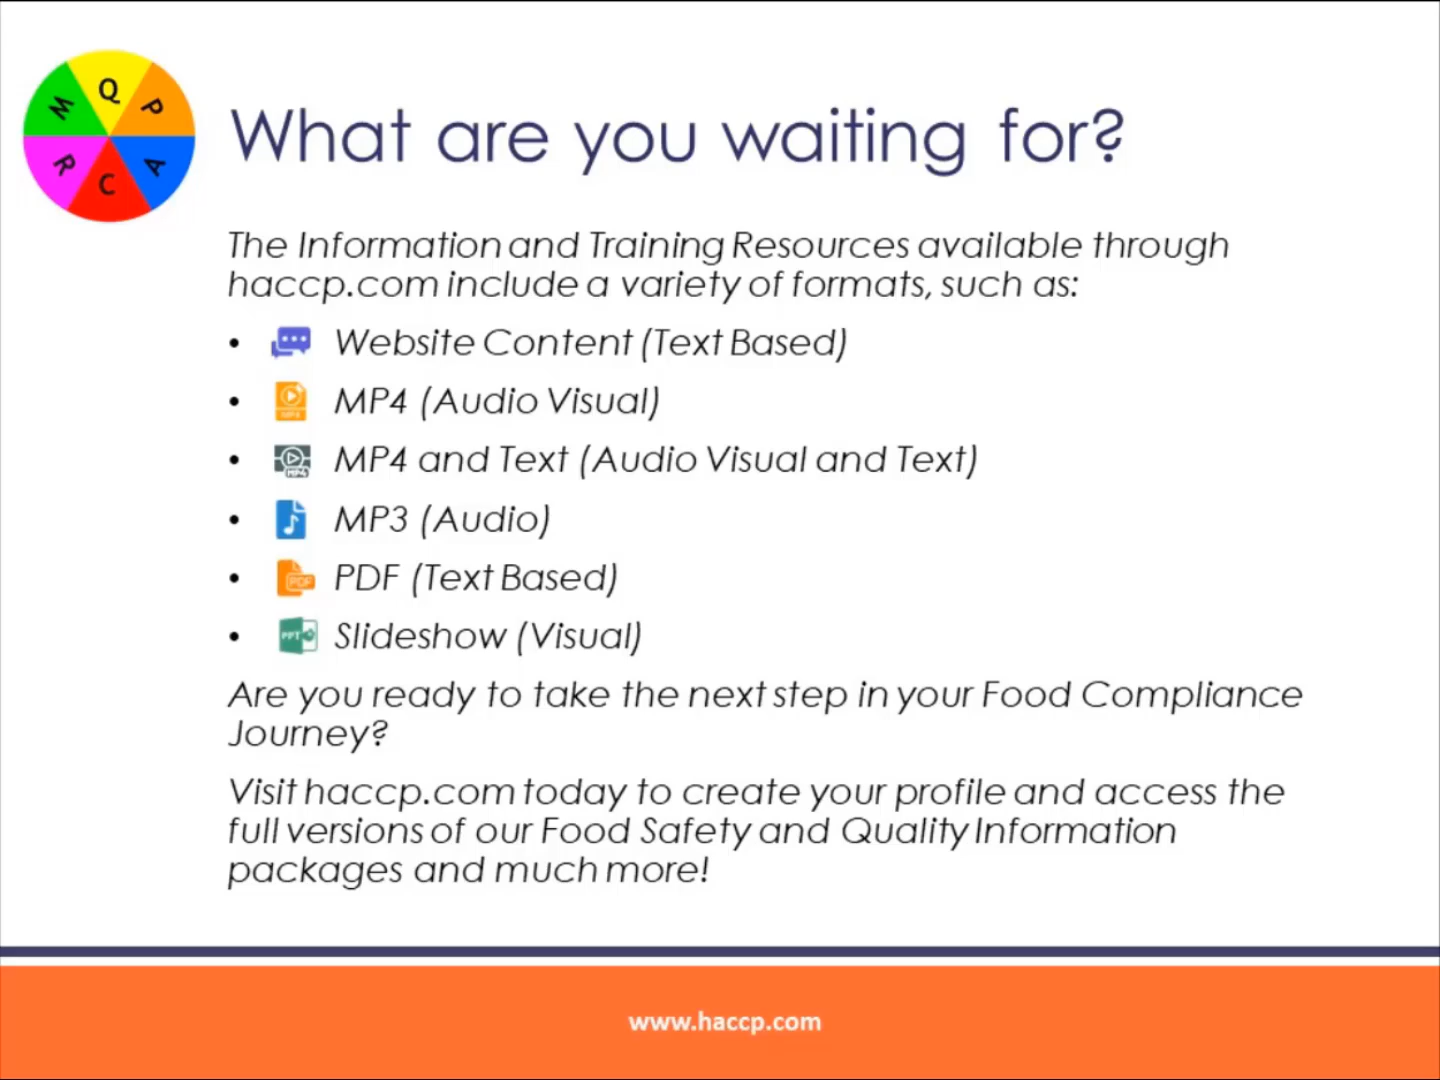 Q
P
M
A
R
C
What are you waiting for?
The Information and Training Resources available through
haccp.com include a variety of formats, such as:
• Website Content (Text Based)
• MP4 (Audio Visual)
• MP4 MP4 and Text (Audio Visual and Text)
• MP3 (Audio)
• PDF PDF (Text Based)
• PPT Slideshow (Visual)
Are you ready to take the next step in your Food Compliance
Journey?
Visit haccp.com today to create your profile and access the
full versions of our Food Safety and Quality Information
packages and much more!
www.haccp.com